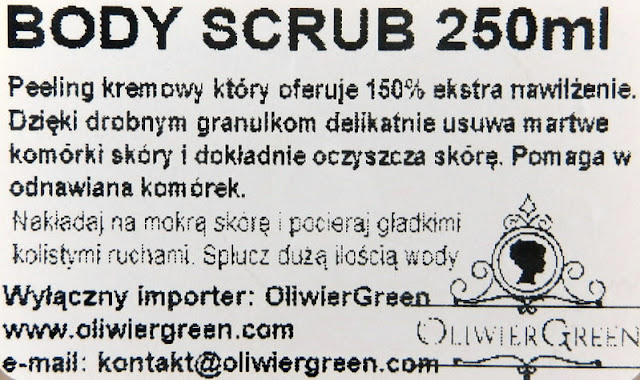 BODY SCRUB 250ml
Peeling kremowy który oferuje 150% ekstra nawilżenie.
Dzięki drobnym granulkom delikatnie usuwa martwe
komórki skóry i dokładnie oczyszcza skórę. Pomaga w
odnawiana komórek.
Nakładaj na mokrą skórę i pocieraj gładkimi
kolistymi ruchami. Spłucz dużą ilością wody
Wyłączny importer: OliwierGreen
www.oliwiergreen.com
e-mail: kontakt@oliwiergreen.com
OLIWIERGREEN